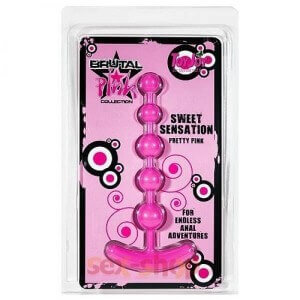 BRUTAL
Pink
COLLECTION
SWEET
SENSATION
PRETTY PINK
FOR
ENDLESS
ANAL
ADVENTURES